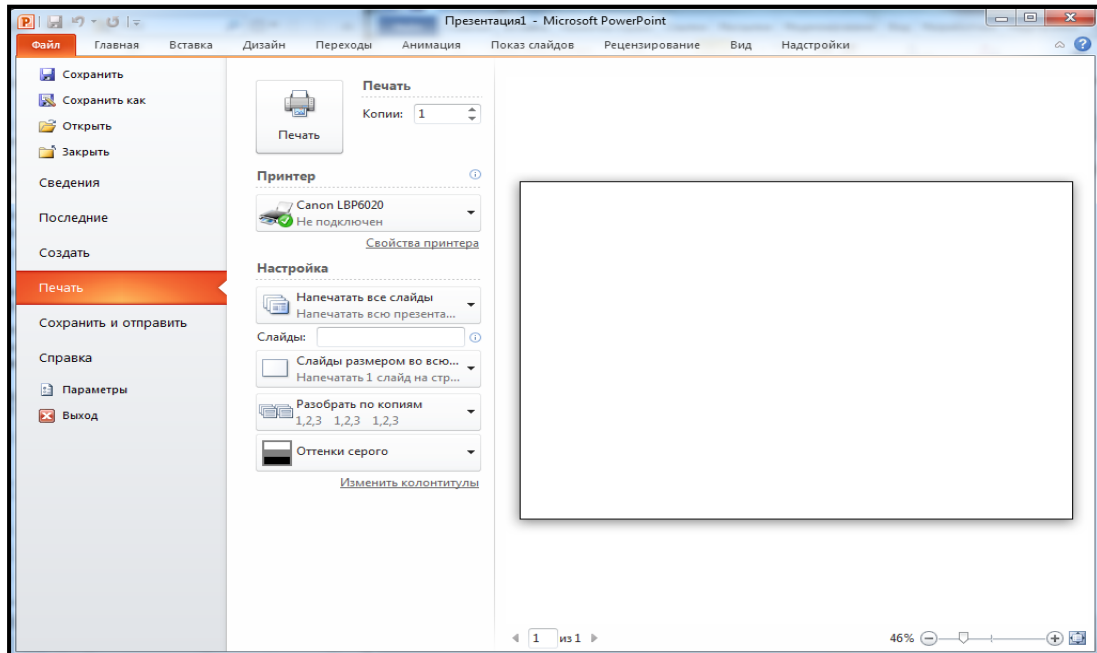 Презентация1 - Microsoft PowerPoint
Файл Главная Вставка Дизайн Переходы Анимация Показ слайдов Рецензирование Вид Надстройки
Сохранить
Сохранить как
Открыть
Закрыть
Сведения
Последние
Создать
Печать
Сохранить и отправить
Справка
Параметры
Выход
Печать
Печать
Копии: 1
Принтер
Canon LBP6020
Не подключен
Свойства принтера
Настройка
Напечатать все слайды
Напечатать всю презента...
Слайды:
Слайды размером во всю...
Напечатать 1 слайд на стр...
Разобрать по копиям
1,2,3 1,2,3 1,2,3
Оттенки серого
Изменить колонтитулы
1 из 1
46%